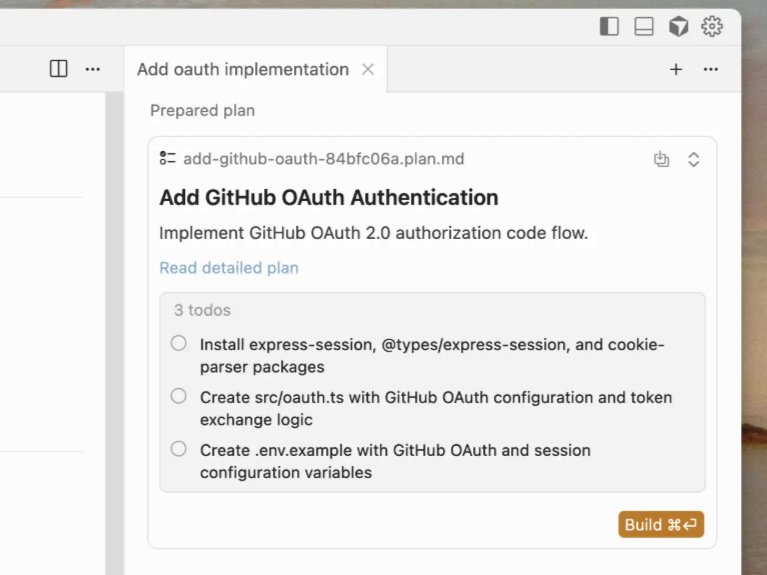 Add oauth implementation
Prepared plan
add-github-oauth-84bfc06a.plan.md
Add GitHub OAuth Authentication
Implement GitHub OAuth 2.0 authorization code flow.
Read detailed plan
3 todos
Install express-session, @types/express-session, and cookie-
parser packages
Create src/oauth.ts with GitHub OAuth configuration and token
exchange logic
Create .env.example with GitHub OAuth and session
configuration variables
Build ⌘⏎